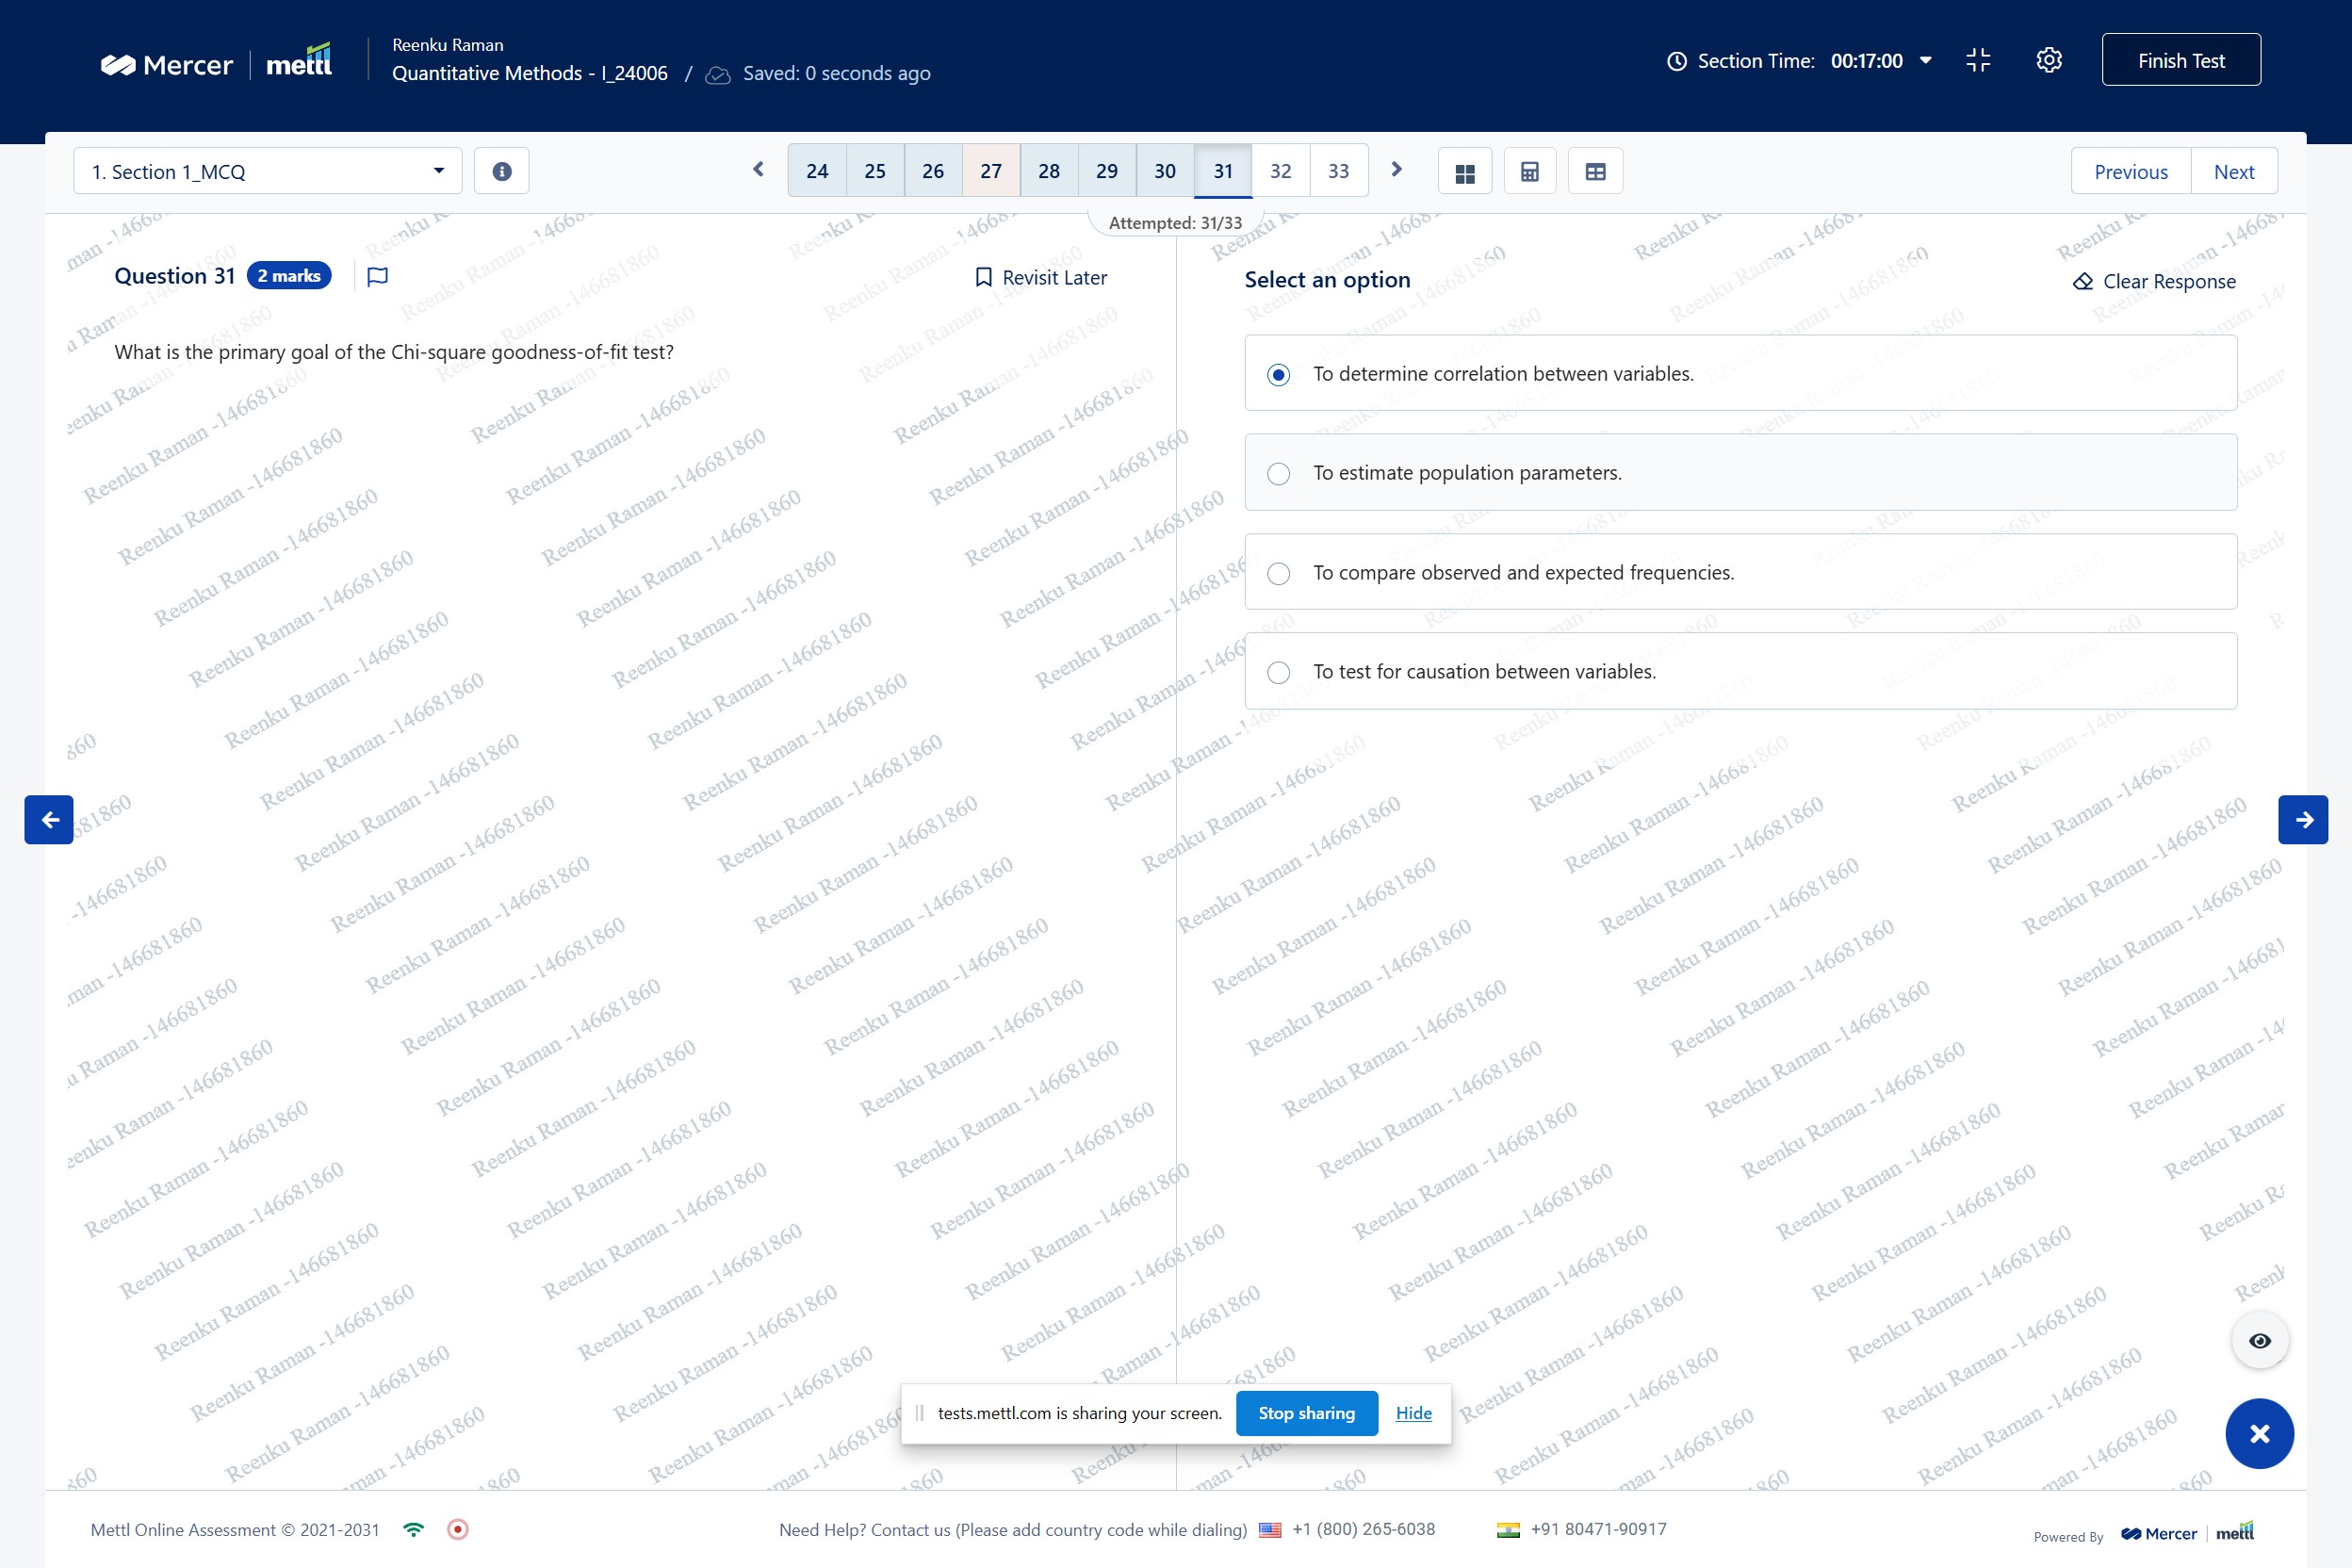 Mercer | mettl
Reenku Raman
Quantitative Methods - I_24006 / Saved: 0 seconds ago
Section Time: 00:17:00
Finish Test
1. Section 1_MCQ
24 25 26 27 28 29 30 31 32 33
Previous Next
Attempted: 31/33
Question 31 2 marks
Revisit Later
What is the primary goal of the Chi-square goodness-of-fit test?
Select an option
Clear Response
To determine correlation between variables.
To estimate population parameters.
To compare observed and expected frequencies.
To test for causation between variables.
Reenku Raman -146681860
tests.mettl.com is sharing your screen. Stop sharing Hide
Mettl Online Assessment © 2021-2031
Need Help? Contact us (Please add country code while dialing) +1 (800) 265-6038 +91 80471-90917
Powered By Mercer | mettl